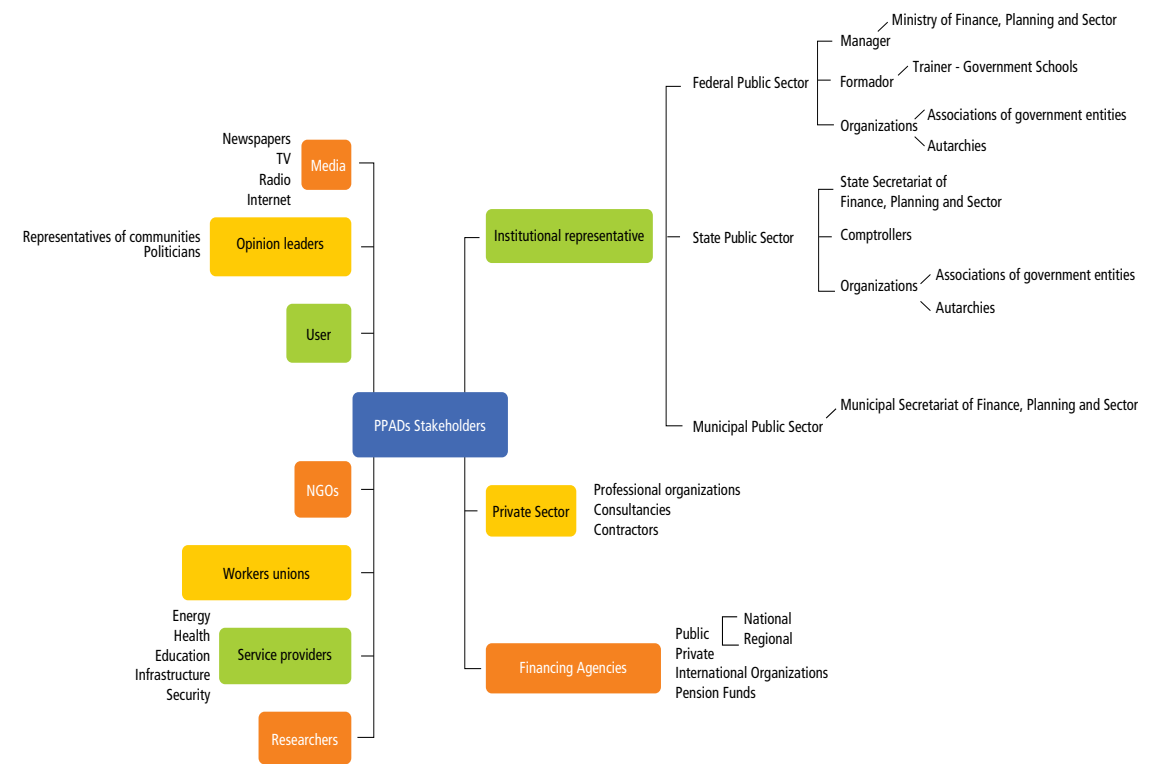 Newspapers
TV
Radio
Internet
Media
Representatives of communities
Politicians
Opinion leaders
User
PPADs Stakeholders
NGOs
Workers unions
Energy
Health
Education
Infrastructure
Security
Service providers
Researchers
Institutional representative
Federal Public Sector
Manager
Ministry of Finance, Planning and Sector
Formador
Trainer - Government Schools
Organizations
Associations of government entities
Autarchies
State Public Sector
State Secretariat of
Finance, Planning and Sector
Comptrollers
Organizations
Associations of government entities
Autarchies
Municipal Public Sector
Municipal Secretariat of Finance, Planning and Sector
Private Sector
Professional organizations
Consultancies
Contractors
Financing Agencies
Public
National
Regional
Private
International Organizations
Pension Funds